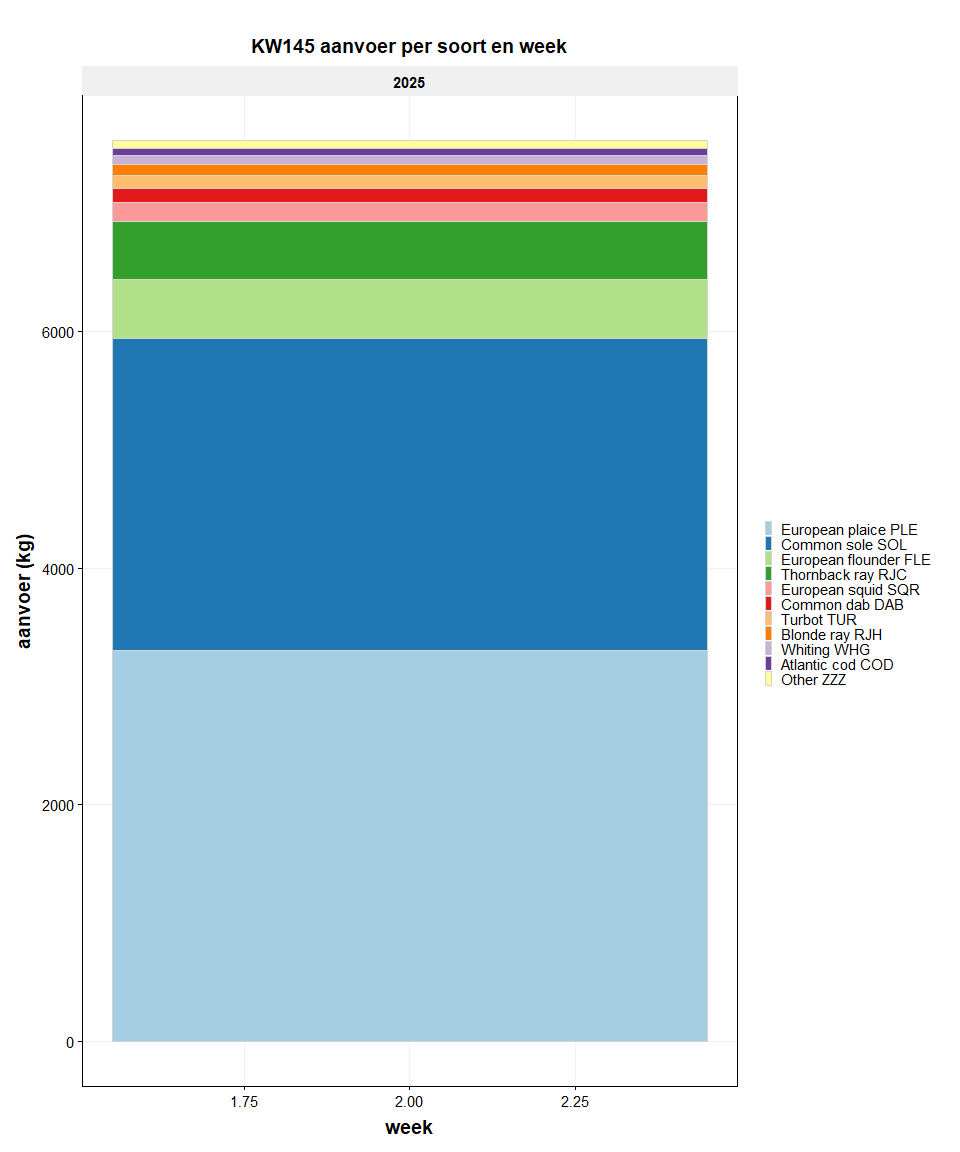 KW145 aanvoer per soort en week
2025
6000
4000
2000
0
aanvoer (kg)
1.75
2.00
2.25
week
European plaice PLE
Common sole SOL
European flounder FLE
Thornback ray RJC
European squid SQR
Common dab DAB
Turbot TUR
Blonde ray RJH
Whiting WHG
Atlantic cod COD
Other ZZZ